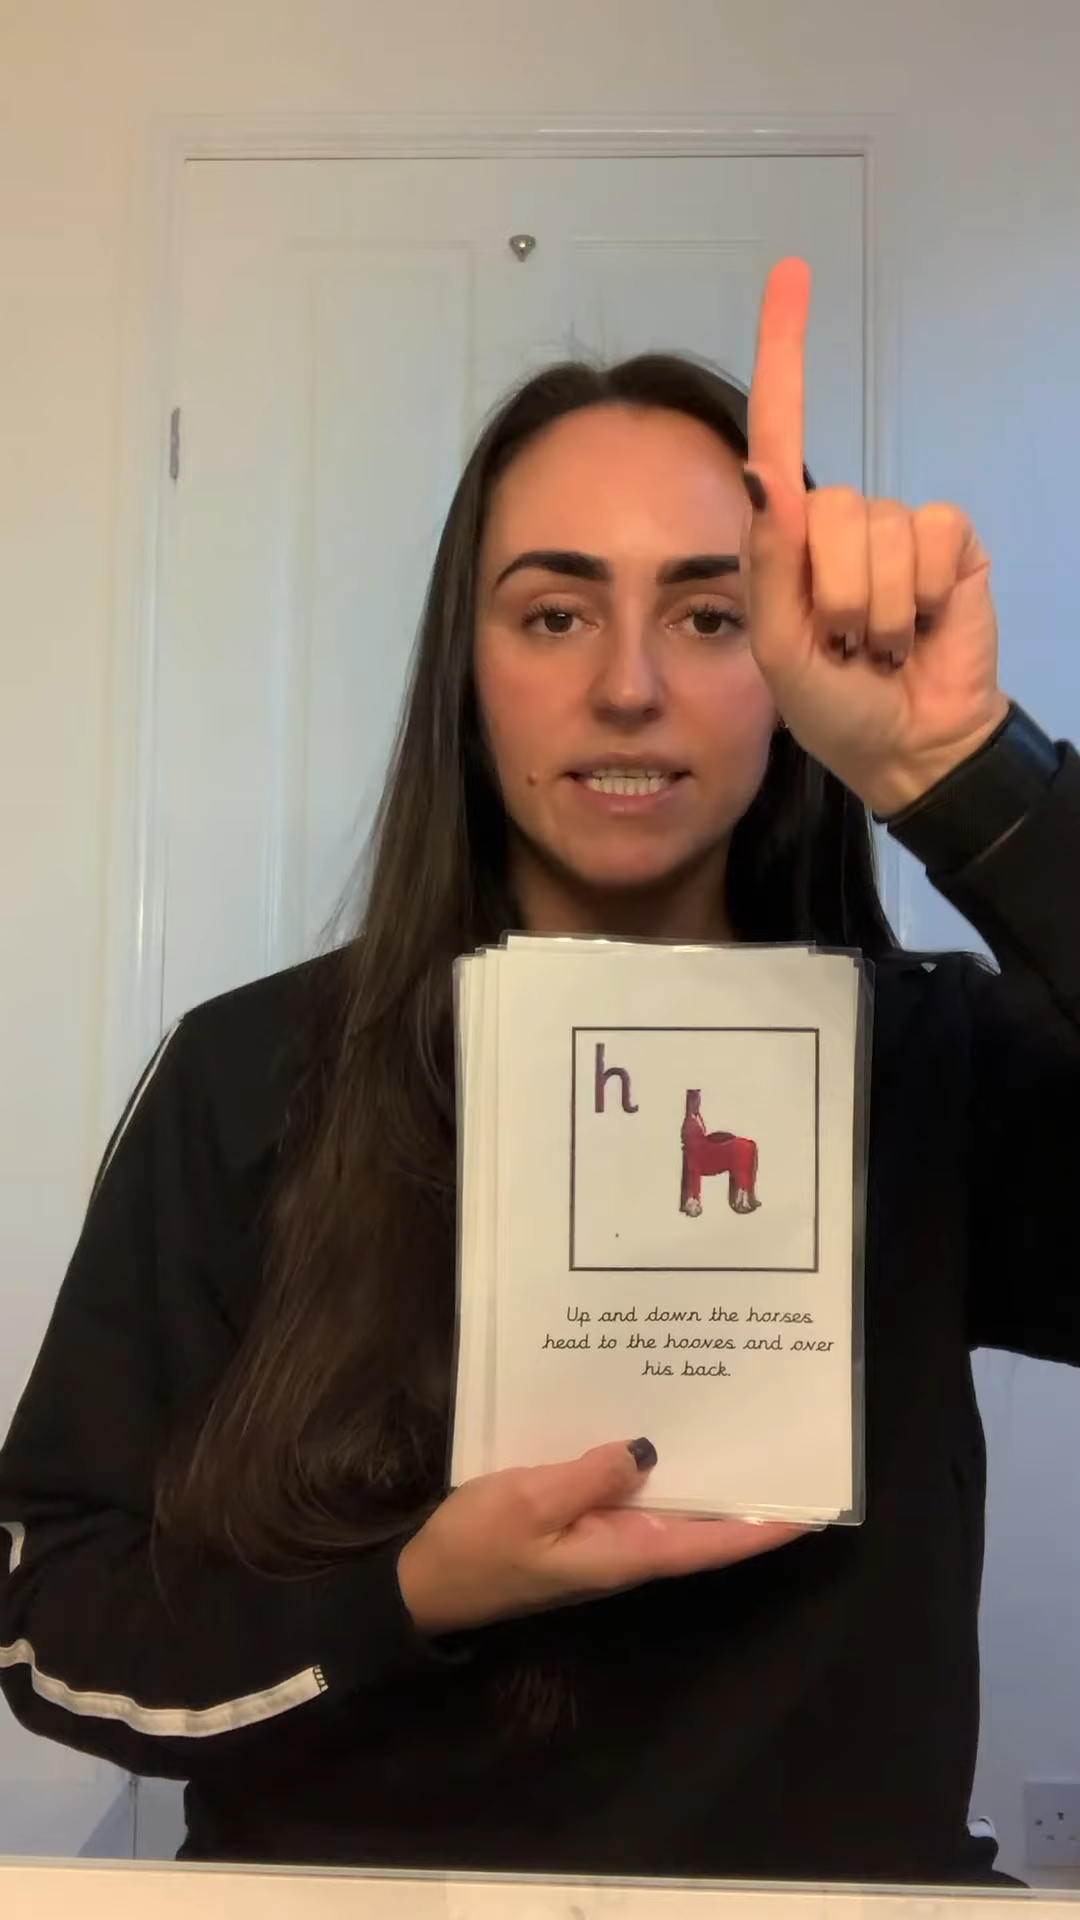 h
Up and down the horses
head to the hooves and over
his back.